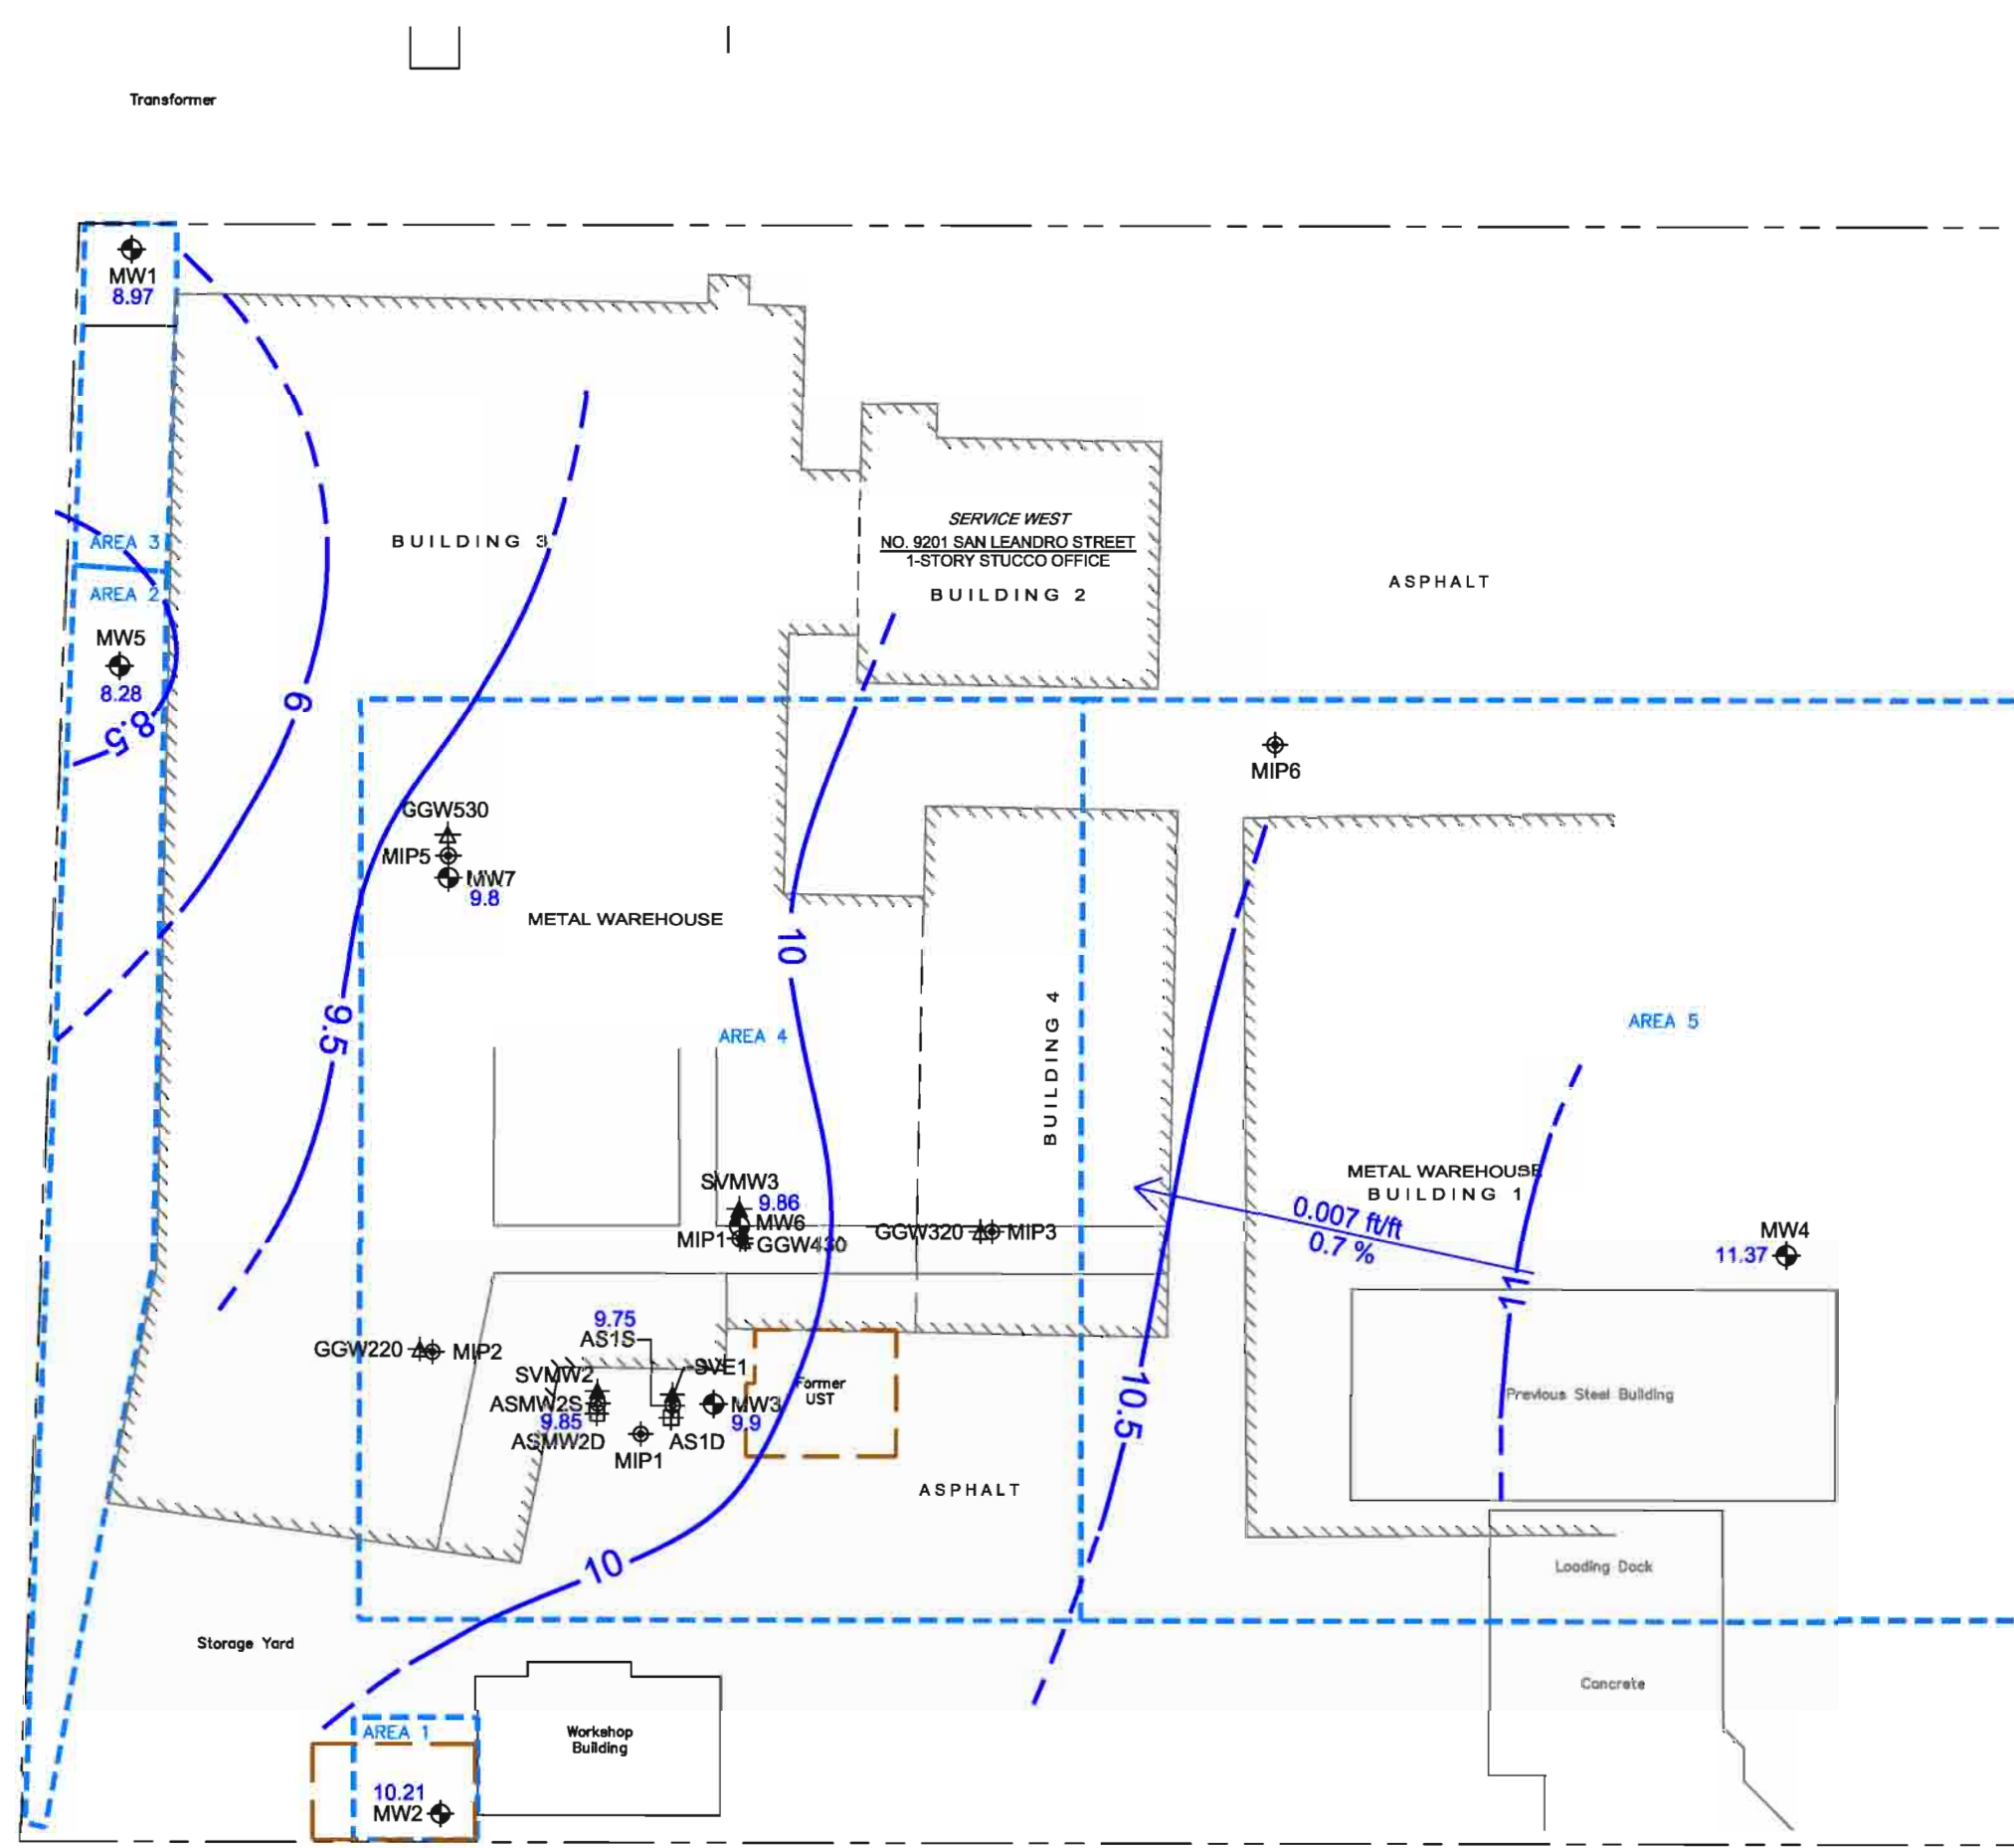 Transformer
MW1
8.97
SERVICE WEST
NO. 9201 SAN LEANDRO STREET
1-STORY STUCCO OFFICE
BUILDING 2
BUILDING 3
AREA 3
AREA 2
ASPHALT
MW5
8.28
8.5
9
MIP6
GGW530
MIP5
MW7
9.8
METAL WAREHOUSE
10
9.5
AREA 4
BUILDING 4
AREA 5
METAL WAREHOUSE
BUILDING 1
SVMW3
9.86
MW6
MIP1
GGW430
GGW320
MIP3
0.007 ft/ft
0.7 %
MW4
11.37
11
9.75
AS1S
GGW220
MIP2
SVMW2
SVE1
ASMW2S
9.85
MW3
9.9
ASMW2D
AS1D
MIP1
Former
UST
10.5
Previous Steel Building
ASPHALT
10
Loading Dock
Storage Yard
Concrete
AREA 1
Workshop
Building
10.21
MW2